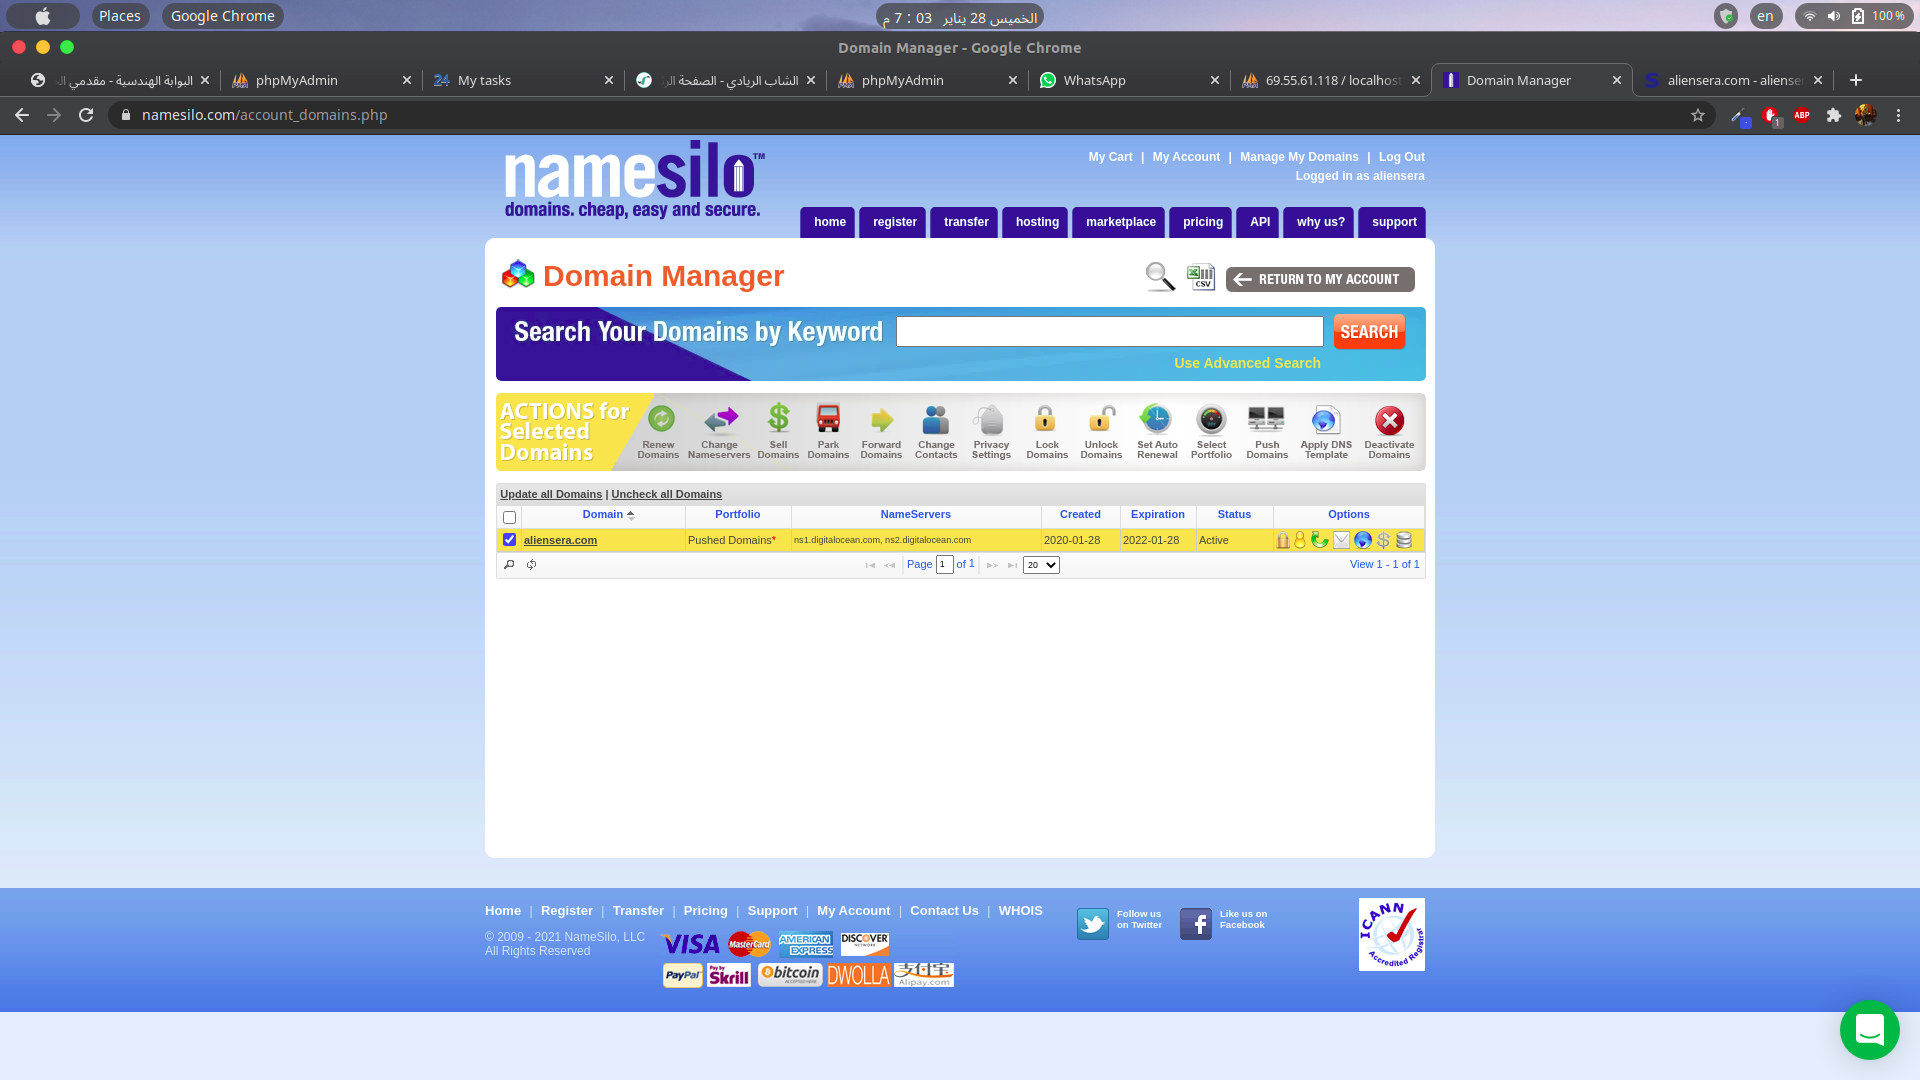 Places
Google Chrome
الخميس 28 يناير 03 : 7 م
en
100 %
Domain Manager - Google Chrome
البوابة الهندسية - مقدمي ال
phpMyAdmin
24 My tasks
الشاب الريادي - الصفحة الر
phpMyAdmin
WhatsApp
69.55.61.118 / localhost
Domain Manager
aliensera.com - alienser
namesilo.com/account_domains.php
1
ABP
namesilo™
domains. cheap, easy and secure.
My Cart | My Account | Manage My Domains | Log Out
Logged in as aliensera
home register transfer hosting marketplace pricing API why us? support
Domain Manager
CSV
RETURN TO MY ACCOUNT
Search Your Domains by Keyword
SEARCH
Use Advanced Search
ACTIONS for
Selected
Domains
Renew Domains
Change Nameservers
Sell Domains
Park Domains
Forward Domains
Change Contacts
Privacy Settings
Lock Domains
Unlock Domains
Set Auto Renewal
Select Portfolio
Push Domains
Apply DNS Template
Deactivate Domains
Update all Domains | Uncheck all Domains
Domain Portfolio NameServers Created Expiration Status Options
aliensera.com Pushed Domains* ns1.digitalocean.com, ns2.digitalocean.com 2020-01-28 2022-01-28 Active
Page 1 of 1 20 View 1 - 1 of 1
Home | Register | Transfer | Pricing | Support | My Account | Contact Us | WHOIS
© 2009 - 2021 NameSilo, LLC
All Rights Reserved
VISA
MasterCard
AMERICAN EXPRESS
DISCOVER
NETWORK
PayPal
Pay by
Skrill
bitcoin
ACCEPTED HERE
DWOLLA
支付宝
Alipay.com
Follow us
on Twitter
Like us on
Facebook
ICANN
Accredited Registrar